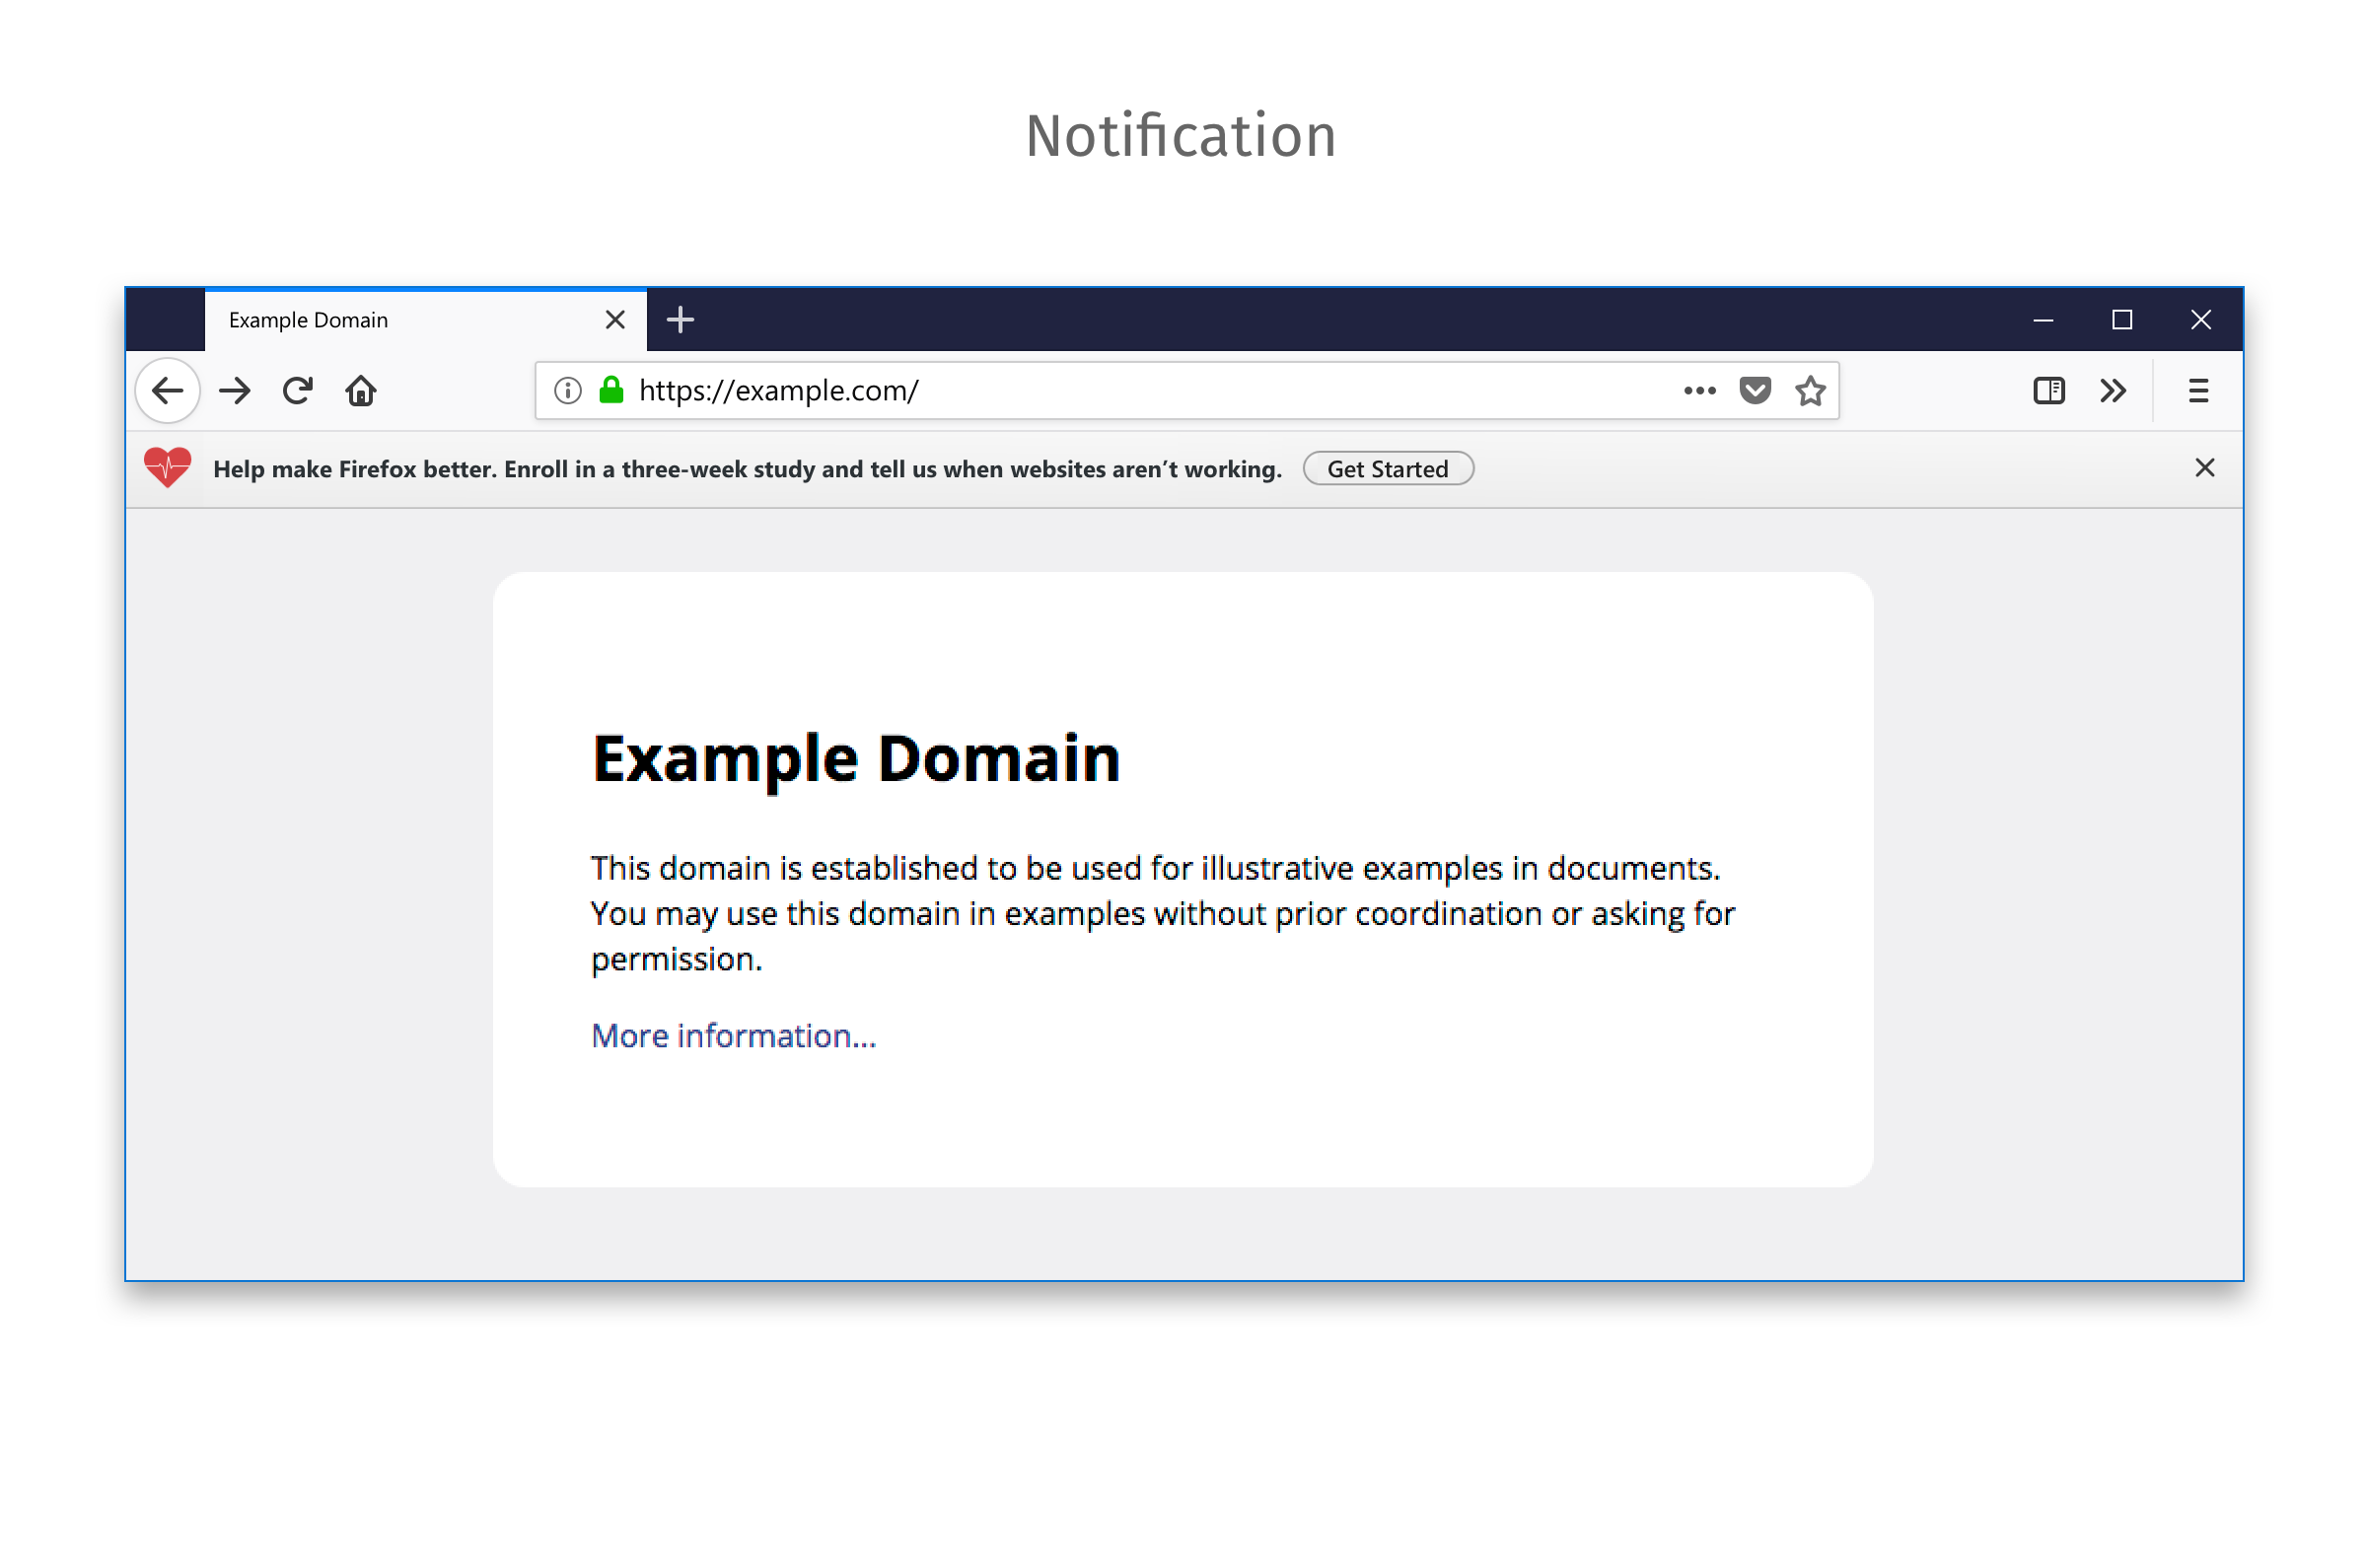 Notification
Example Domain
https://example.com/
Help make Firefox better. Enroll in a three-week study and tell us when websites aren’t working. Get Started
Example Domain
This domain is established to be used for illustrative examples in documents.
You may use this domain in examples without prior coordination or asking for
permission.
More information...